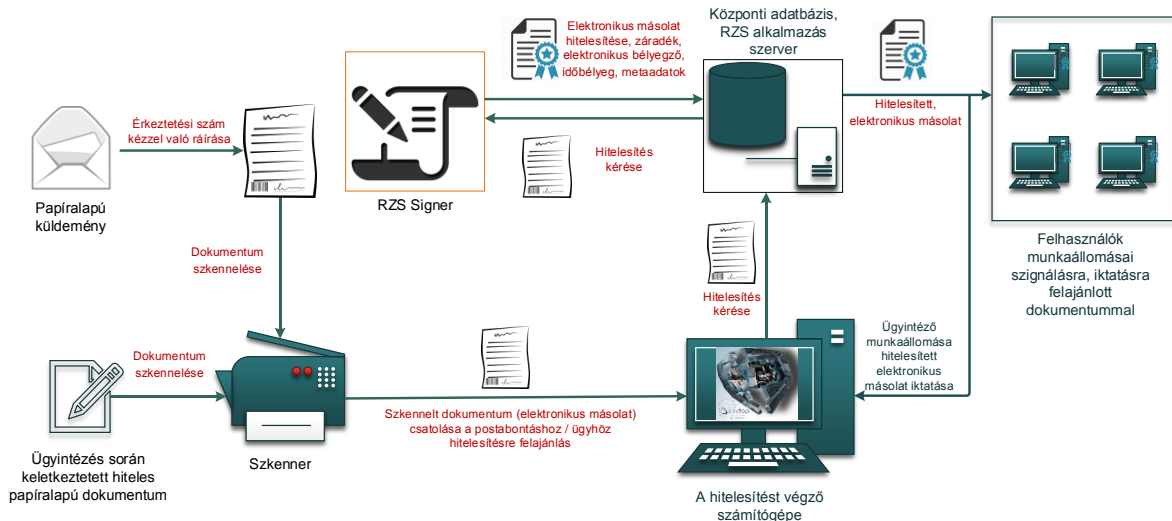 Elektronikus másolat
hitelesítése, záradék,
elektronikus bélyegző,
időbélyeg, metaadatok
Központi adatbázis,
RZS alkalmazás
szerver
Érkeztetési szám
kézzel való ráírása
Hitelesítés
kérése
Hitelesített,
elektronikus másolat
Papíralapú
küldemény
RZS Signer
Dokumentum
szkennelése
Hitelesítés
kérése
Felhasználók
munkaállomásai
szignálásra, iktatásra
felajánlott
dokumentummal
Dokumentum
szkennelése
Ügyintéző
munkaállomása
hitelesített
elektronikus
másolat iktatása
Szkennelt dokumentum (elektronikus másolat)
csatolása a postabontáshoz / ügyhöz
hitelesítésre felajánlás
Szkenner
Ügyintézés során
keletkeztetett hiteles
papíralapú dokumentum
A hitelesítést végző
számítógépe